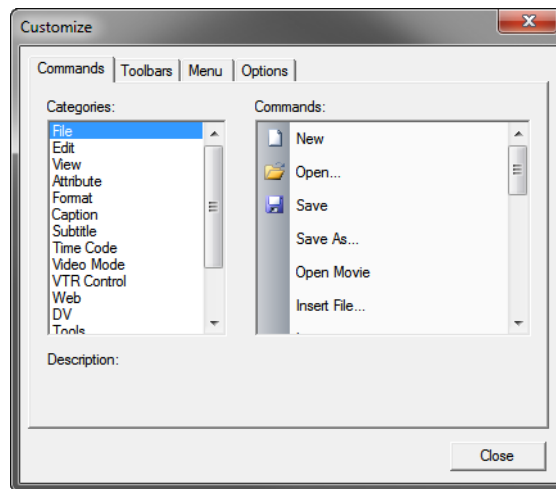 Customize
Commands Toolbars Menu Options
Categories:
File
Edit
View
Attribute
Format
Caption
Subtitle
Time Code
Video Mode
VTR Control
Web
DV
Tools
Commands:
New
Open...
Save
Save As...
Open Movie
Insert File...
Description:
Close